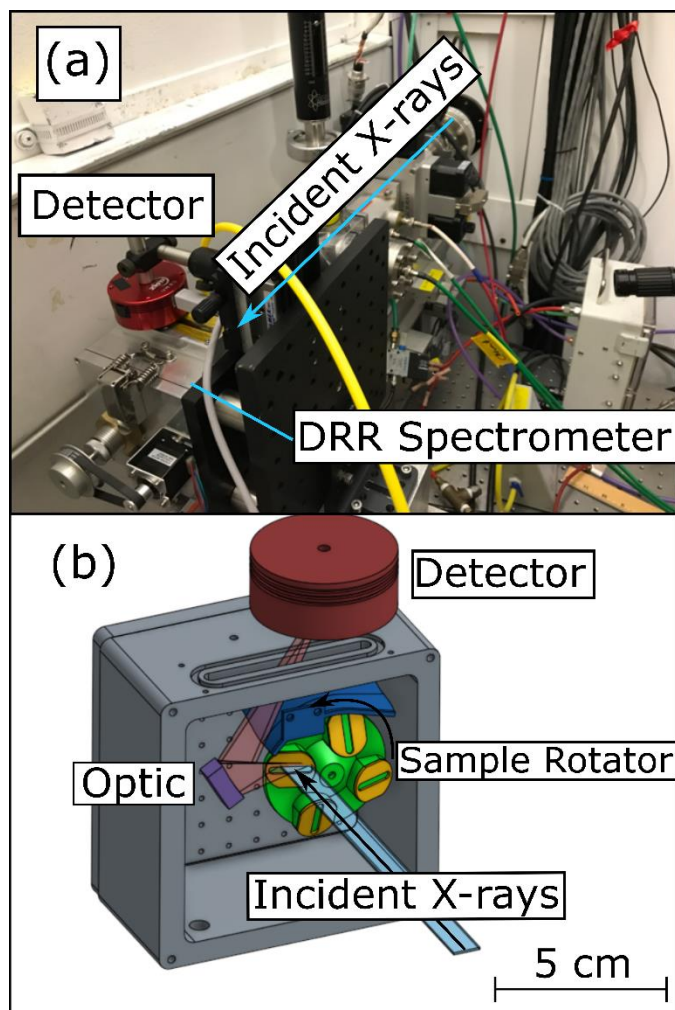 (a)
Incident X-rays
Detector
DRR Spectrometer
(b)
Detector
Optic
Sample Rotator
Incident X-rays
5 cm